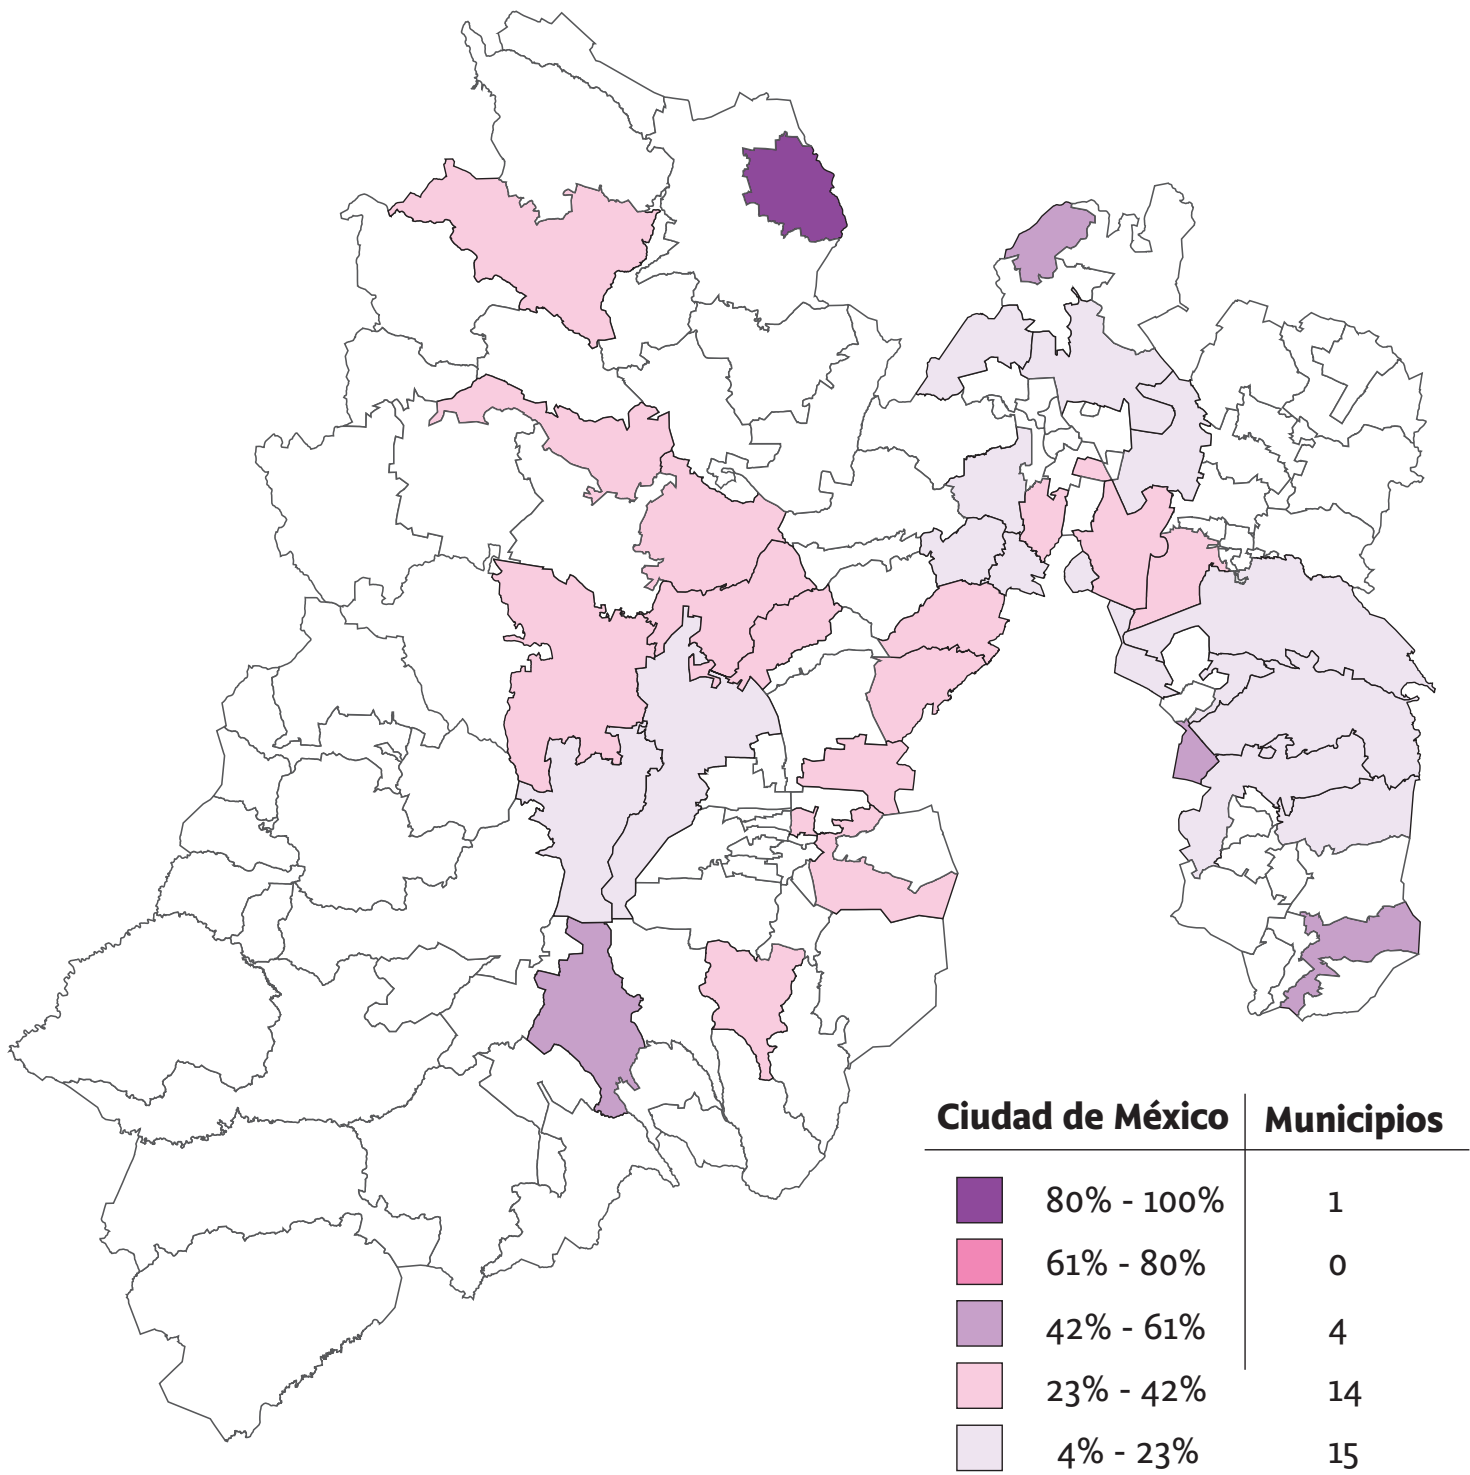 Ciudad de México Municipios
80% - 100% 1
61% - 80% 0
42% - 61% 4
23% - 42% 14
4% - 23% 15